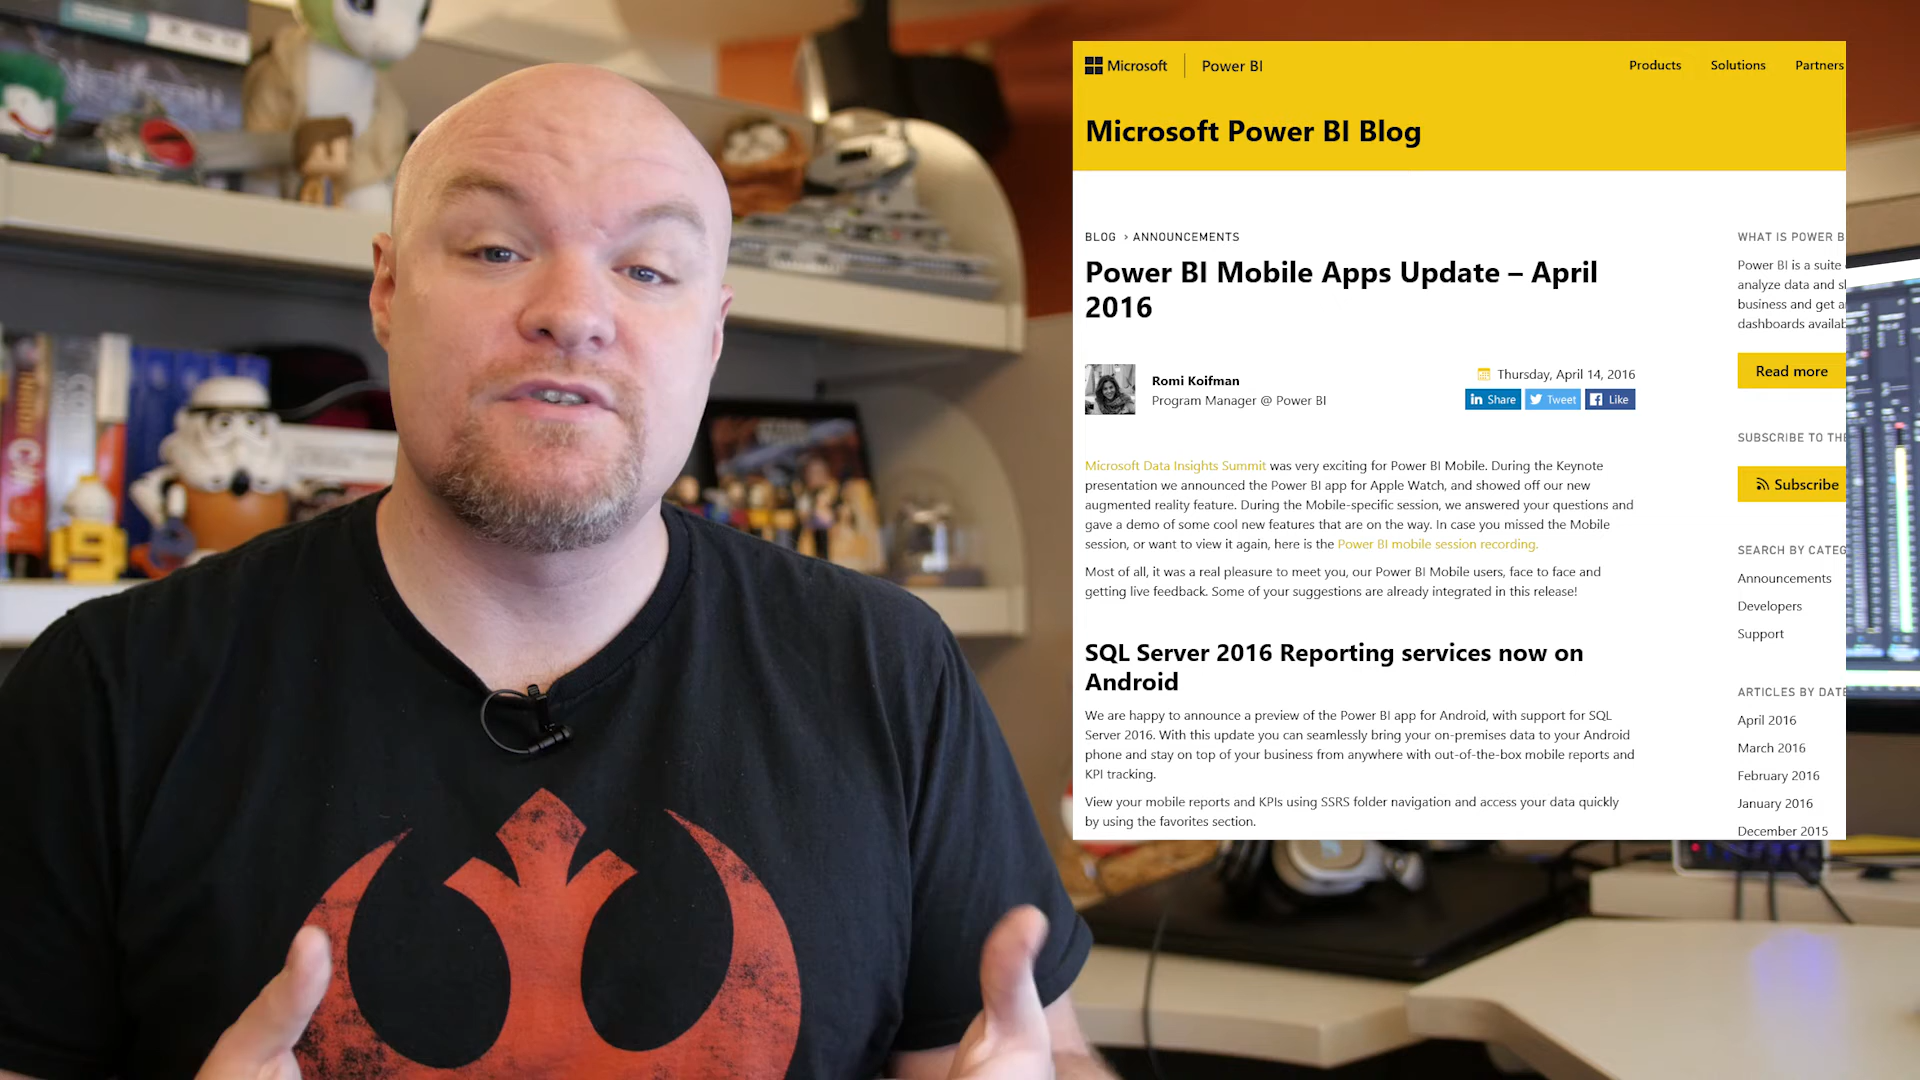 Microsoft Power BI
Products Solutions Partners
Microsoft Power BI Blog
BLOG › ANNOUNCEMENTS
Power BI Mobile Apps Update – April
2016
Romi Koifman
Program Manager @ Power BI
Thursday, April 14, 2016
in Share Tweet Like
Microsoft Data Insights Summit was very exciting for Power BI Mobile. During the Keynote
presentation we announced the Power BI app for Apple Watch, and showed off our new
augmented reality feature. During the Mobile-specific session, we answered your questions and
gave a demo of some cool new features that are on the way. In case you missed the Mobile
session, or want to view it again, here is the Power BI mobile session recording.
Most of all, it was a real pleasure to meet you, our Power BI Mobile users, face to face and
getting live feedback. Some of your suggestions are already integrated in this release!
SQL Server 2016 Reporting services now on
Android
We are happy to announce a preview of the Power BI app for Android, with support for SQL
Server 2016. With this update you can seamlessly bring your on-premises data to your Android
phone and stay on top of your business from anywhere with out-of-the-box mobile reports and
KPI tracking.
View your mobile reports and KPIs using SSRS folder navigation and access your data quickly
by using the favorites section.
WHAT IS POWER B
Power BI is a suite
analyze data and
business and get a
dashboards
Read more
SUBSCRIBE TO THE
Subscribe
SEARCH BY CATEG
Announcements
Developers
Support
ARTICLES BY DATE
April 2016
March 2016
February 2016
January 2016
December 2015